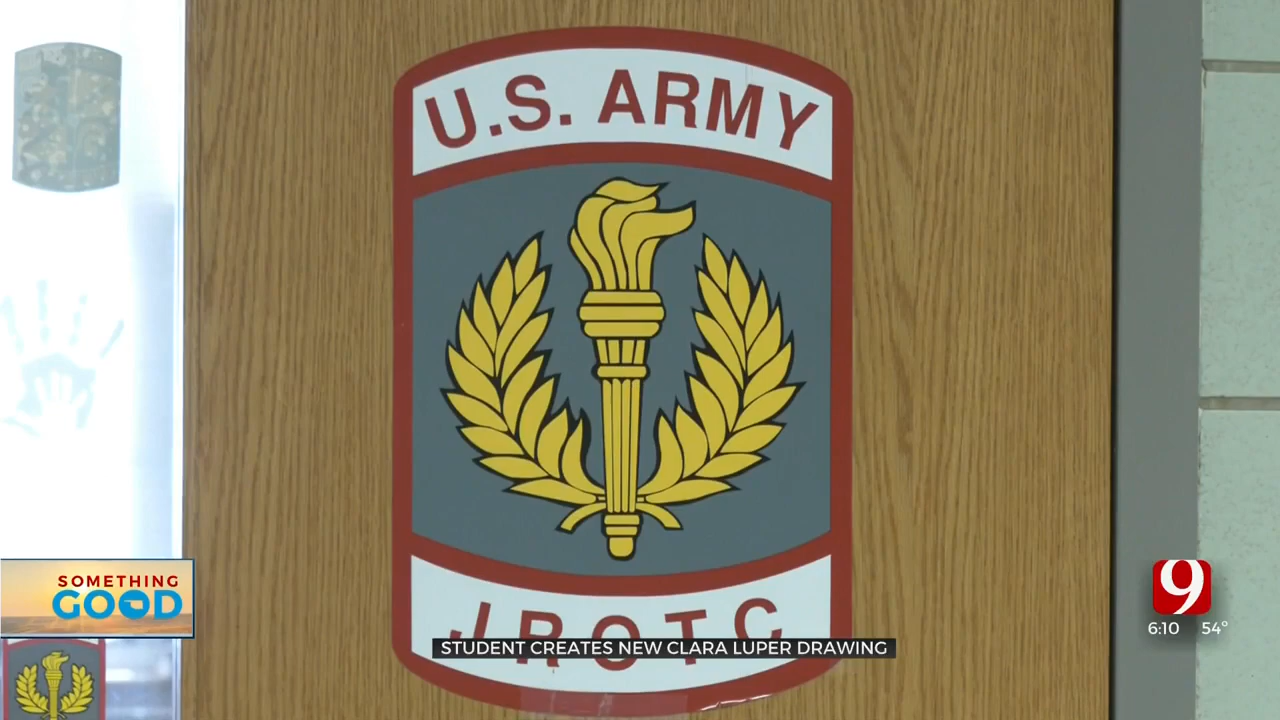 U.S. ARMY
JROTC
SOMETHING
GOOD
STUDENT CREATES NEW CLARA LUPER DRAWING
9
6:10 54°